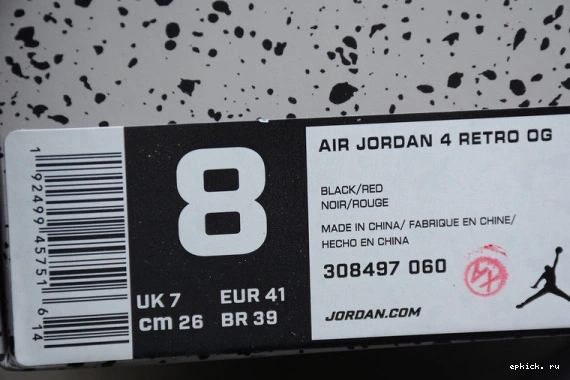 1 92499 45751 6 14
8
UK 7 EUR 41
cm 26 BR 39
AIR JORDAN 4 RETRO OG
BLACK/RED
NOIR/ROUGE
MADE IN CHINA/ FABRIQUE EN CHINE/
HECHO EN CHINA
308497 060
JORDAN.COM
epkick. ru